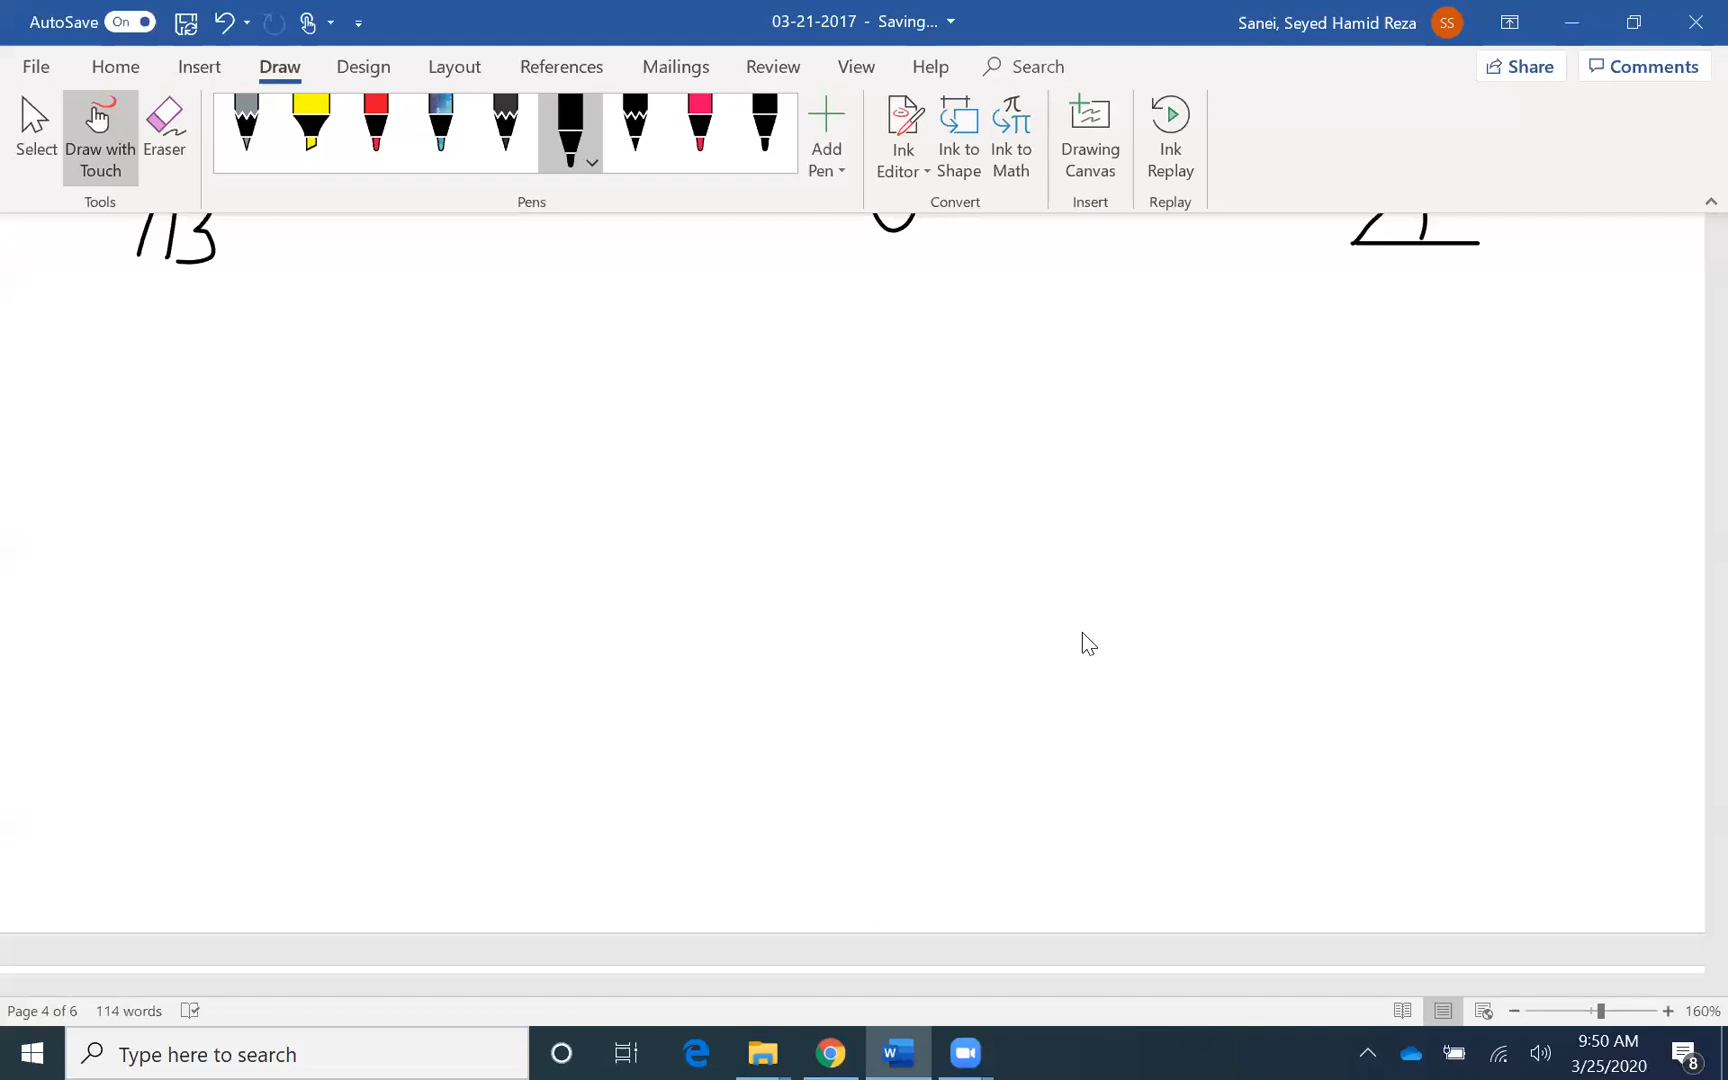 AutoSave On 03-21-2017 - Saving... Sanei, Seyed Hamid Reza SS
File Home Insert Draw Design Layout References Mailings Review View Help Search Share Comments
Select Draw with Touch Eraser Add Pen Ink Editor Ink to Shape Ink to Math Drawing Canvas Ink Replay
Tools Pens Convert Insert Replay
Page 4 of 6 114 words 160%
Type here to search 9:50 AM
3/25/2020 8